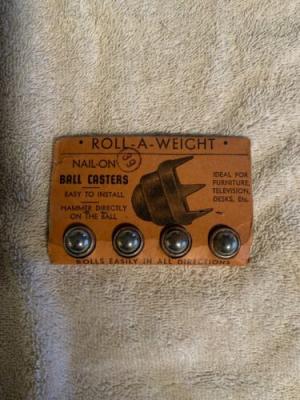 ROLL-A-WEIGHT
39
NAIL-ON
BALL CASTERS
EASY TO INSTALL
HAMMER DIRECTLY
ON THE BALL
IDEAL FOR
FURNITURE,
TELEVISION,
DESKS, Etc.
ROLLS EASILY IN ALL DIRECTIONS